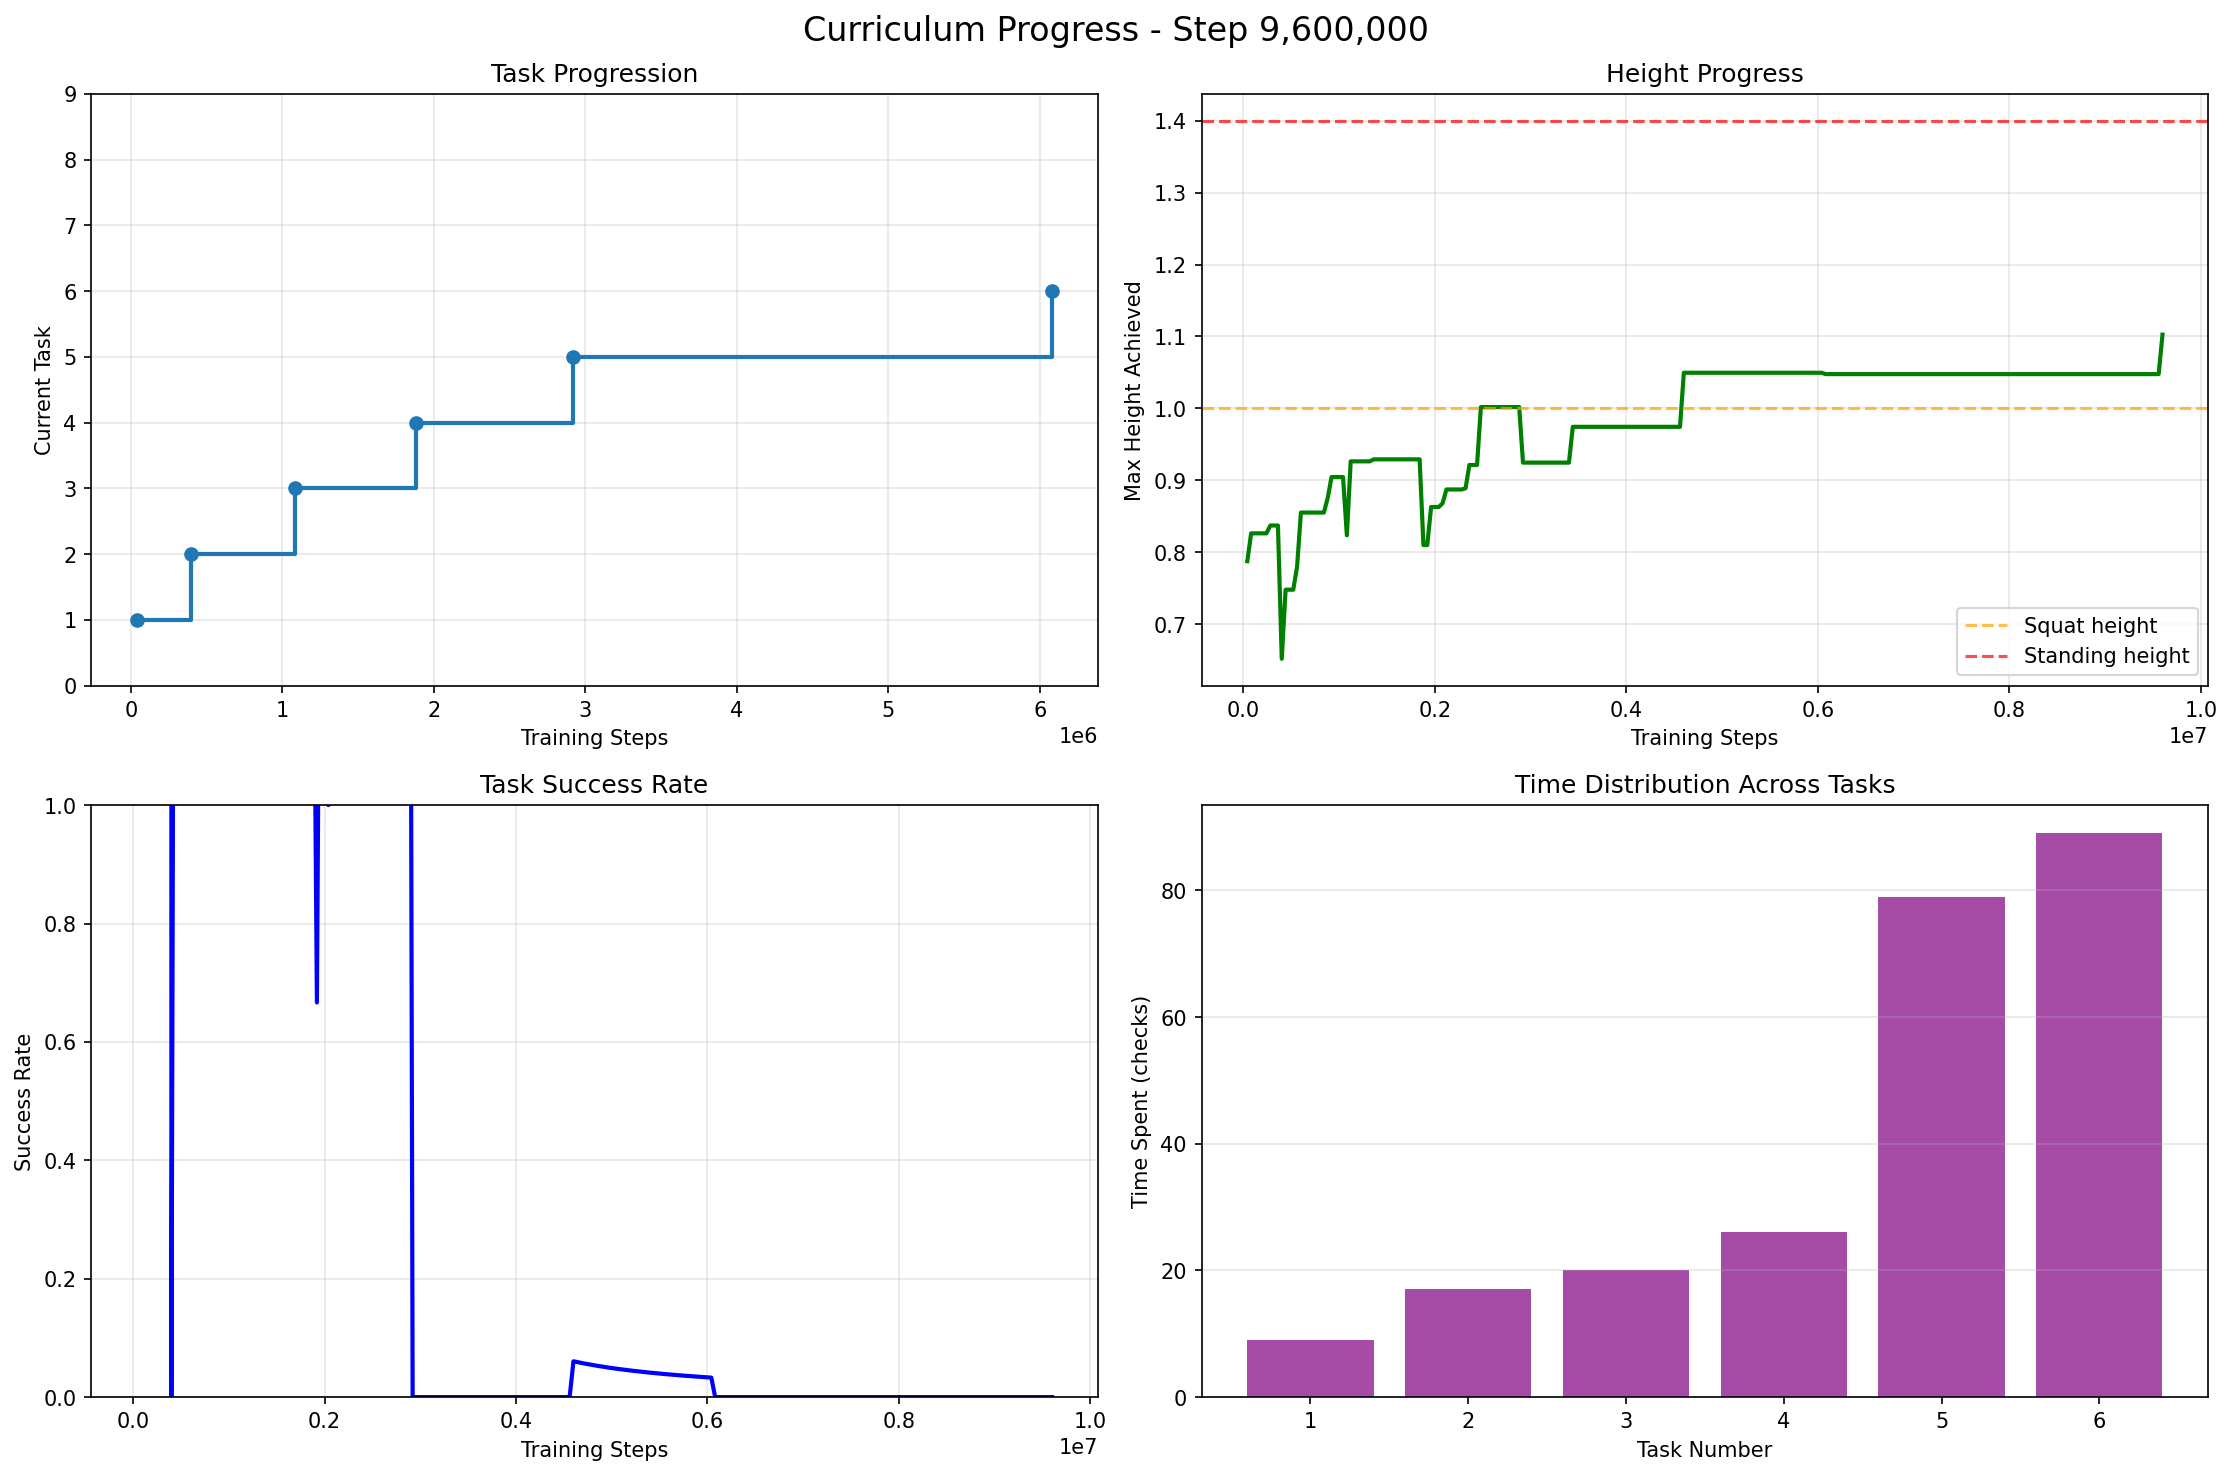 Curriculum Progress - Step 9,600,000
Task Progression
9
8
7
6
5
4
3
2
1
0
Current Task
0 1 2 3 4 5 6
1e6
Training Steps
Height Progress
1.4
1.3
1.2
1.1
1.0
0.9
0.8
0.7
Max Height Achieved
Squat height
Standing height
0.0 0.2 0.4 0.6 0.8 1.0
1e7
Training Steps
Task Success Rate
1.0
0.8
0.6
0.4
0.2
0.0
Success Rate
0.0 0.2 0.4 0.6 0.8 1.0
1e7
Training Steps
Time Distribution Across Tasks
80
60
40
20
0
Time Spent (checks)
1 2 3 4 5 6
Task Number